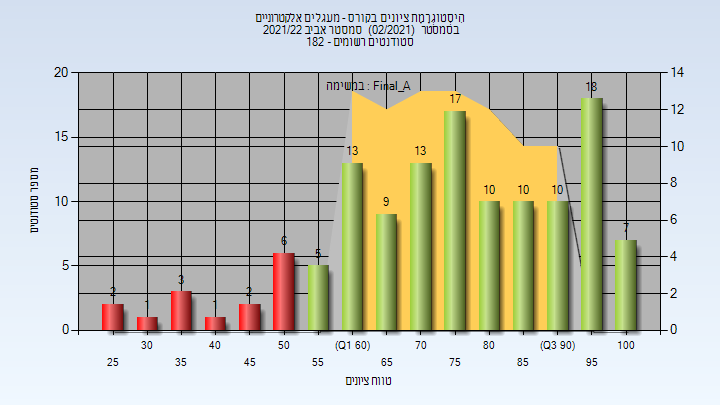 הִיסְטוֹגְרָמַת ציונים בקורס - מעגלים אלקטרוניים
בסמסטר (02/2021) סמסטר אביב 2021/22
סטודנטים רשומים - 182
במשימה : Final_A
20 15 10 5 0
מספר סטודנטים
14 12 10 8 6 4 2 0
2 1 3 1 2 6 5 13 9 13 17 10 10 10 18 7
30 40 50 (Q1 60) 70 80 (Q3 90) 100
25 35 45 55 65 75 85 95
טווח ציונים